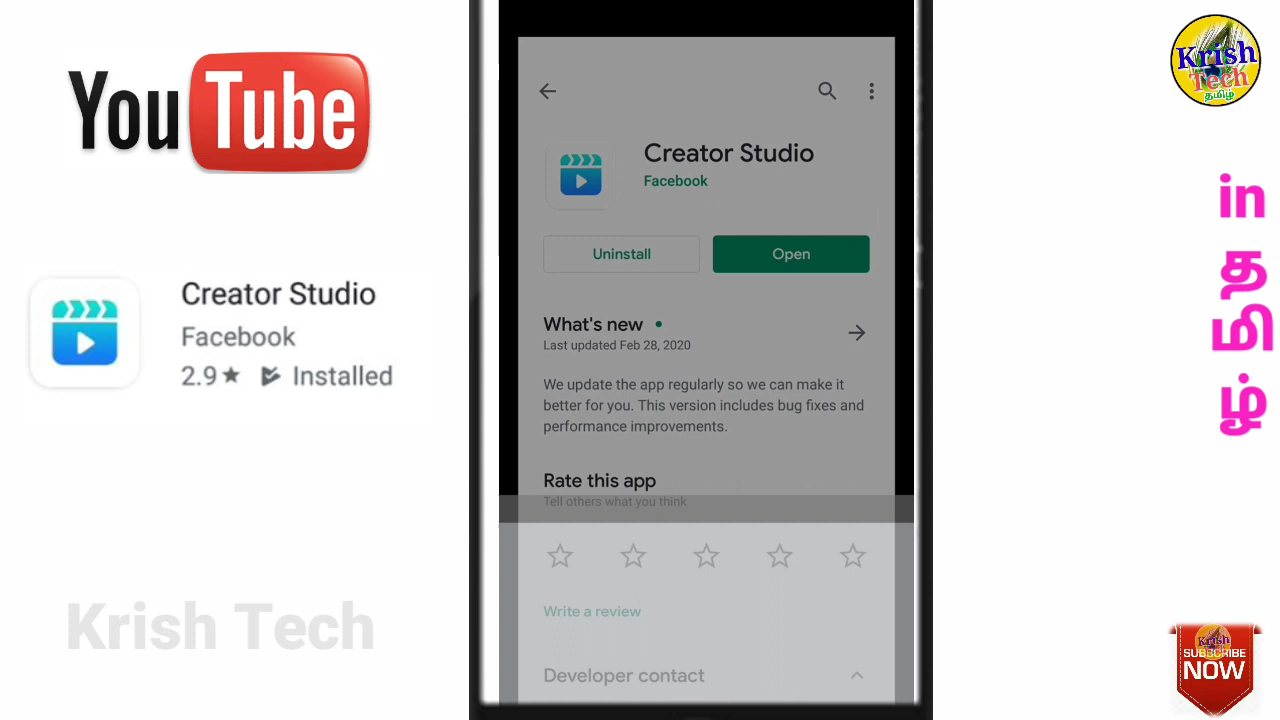 YouTube
Creator Studio
Facebook
2.9★ Installed
Krish Tech
Creator Studio
Facebook
Uninstall
Open
What's new
Last updated Feb 28, 2020
We update the app regularly so we can make it
better for you. This version includes bug fixes and
performance improvements.
Rate this app
Tell others what you think
Write a review
Developer contact
Krish
Tech
தமிழ்
in
த
மி
ழ்
Krish
SUBSCRIBE
NOW